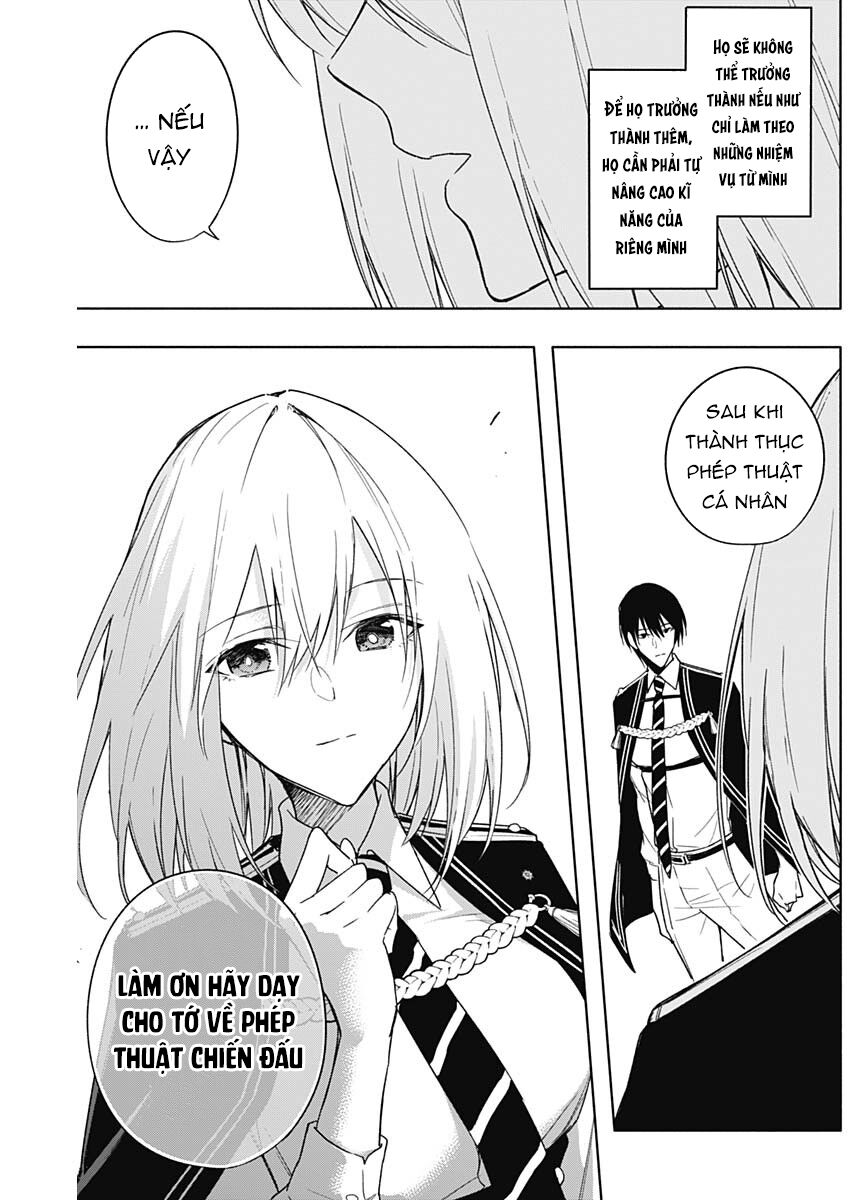 HỌ SẼ KHÔNG
THỂ TRƯỞNG
THÀNH NẾU NHƯ
CHỈ LÀM THEO
NHỮNG NHIỆM
VỤ TỪ MÌNH
ĐỂ HỌ TRƯỞNG
THÀNH THÊM,
HỌ CẦN PHẢI TỰ
NÂNG CAO KĨ
NĂNG CỦA
RIÊNG MÌNH
... NẾU
VẬY
SAU KHI
THÀNH THỤC
PHÉP THUẬT
CÁ NHÂN
LÀM ƠN HÃY DẠY
CHO TỚ VỀ PHÉP
THUẬT CHIẾN ĐẤU